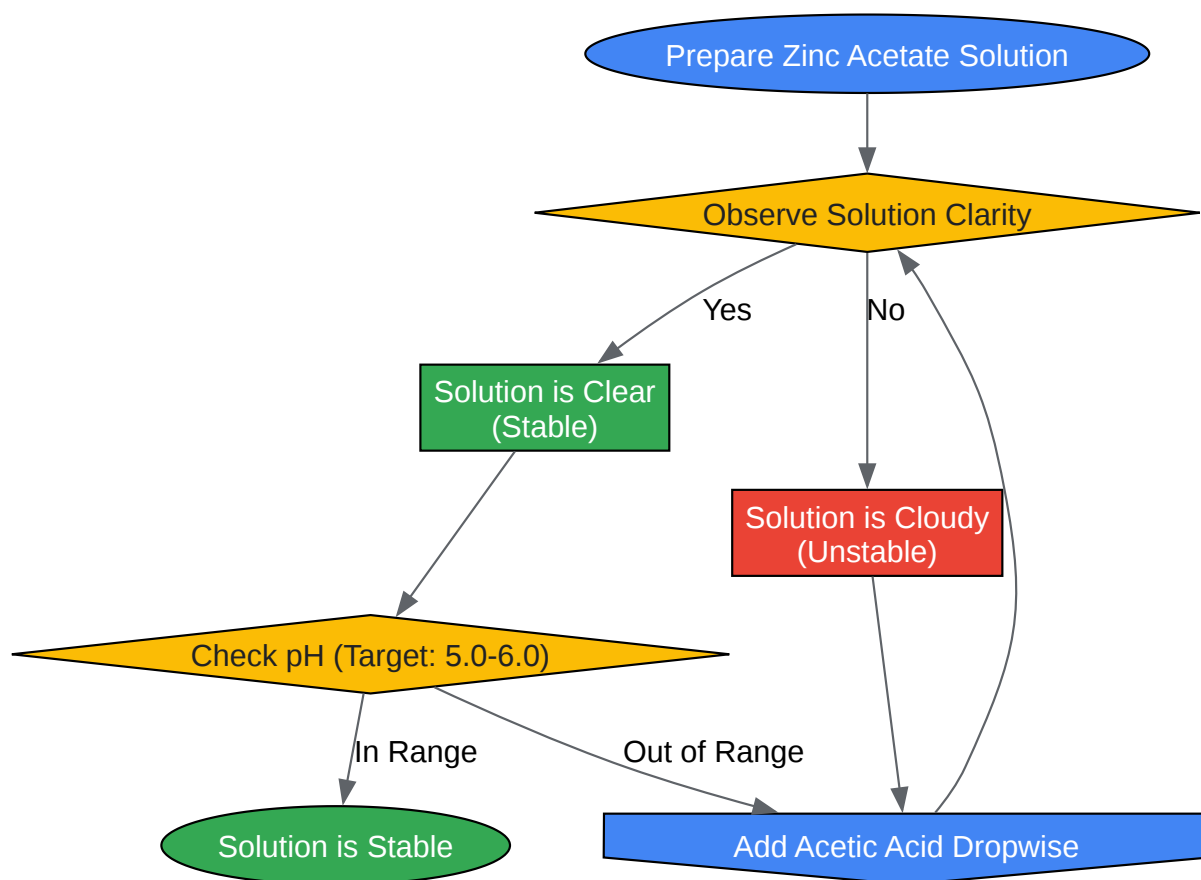 Prepare Zinc Acetate Solution
Observe Solution Clarity
Yes
No
Solution is Clear
(Stable)
Solution is Cloudy
(Unstable)
Check pH (Target: 5.0-6.0)
In Range
Out of Range
Solution is Stable
Add Acetic Acid Dropwise